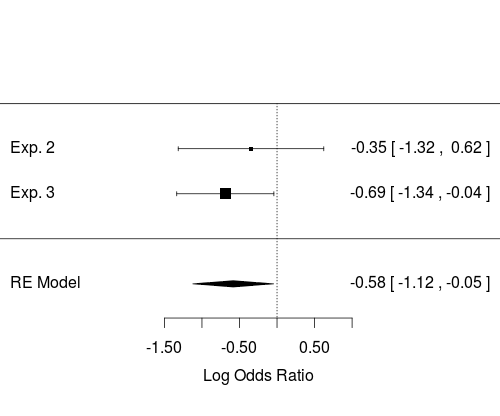 Exp. 2 -0.35 [ -1.32 , 0.62 ]
Exp. 3 -0.69 [ -1.34 , -0.04 ]
RE Model -0.58 [ -1.12 , -0.05 ]
-1.50 -0.50 0.50
Log Odds Ratio